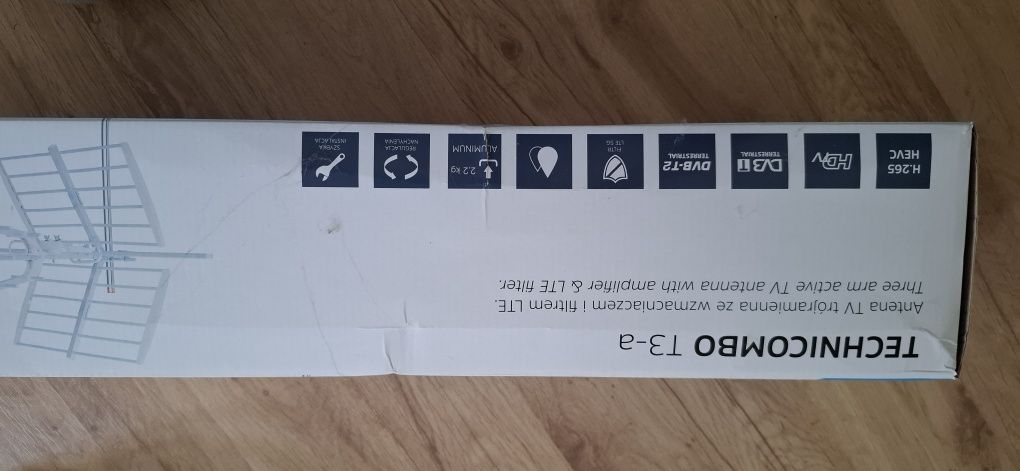 TECHNICOMBO T3-a
Antena TV trójramienna ze wzmacniaczem i filtrem LTE.
Three arm active TV antenna with amplifier & LTE filter.
H.265
HEVC
HDTV
DVB T
TERRESTRIAL
DVB-T2
TERRESTRIAL
FILTR
LTE 5G
2,2 kg
ALUMINIUM
REGULACJA
NACHYLENIA
SZYBKA
INSTALACJA